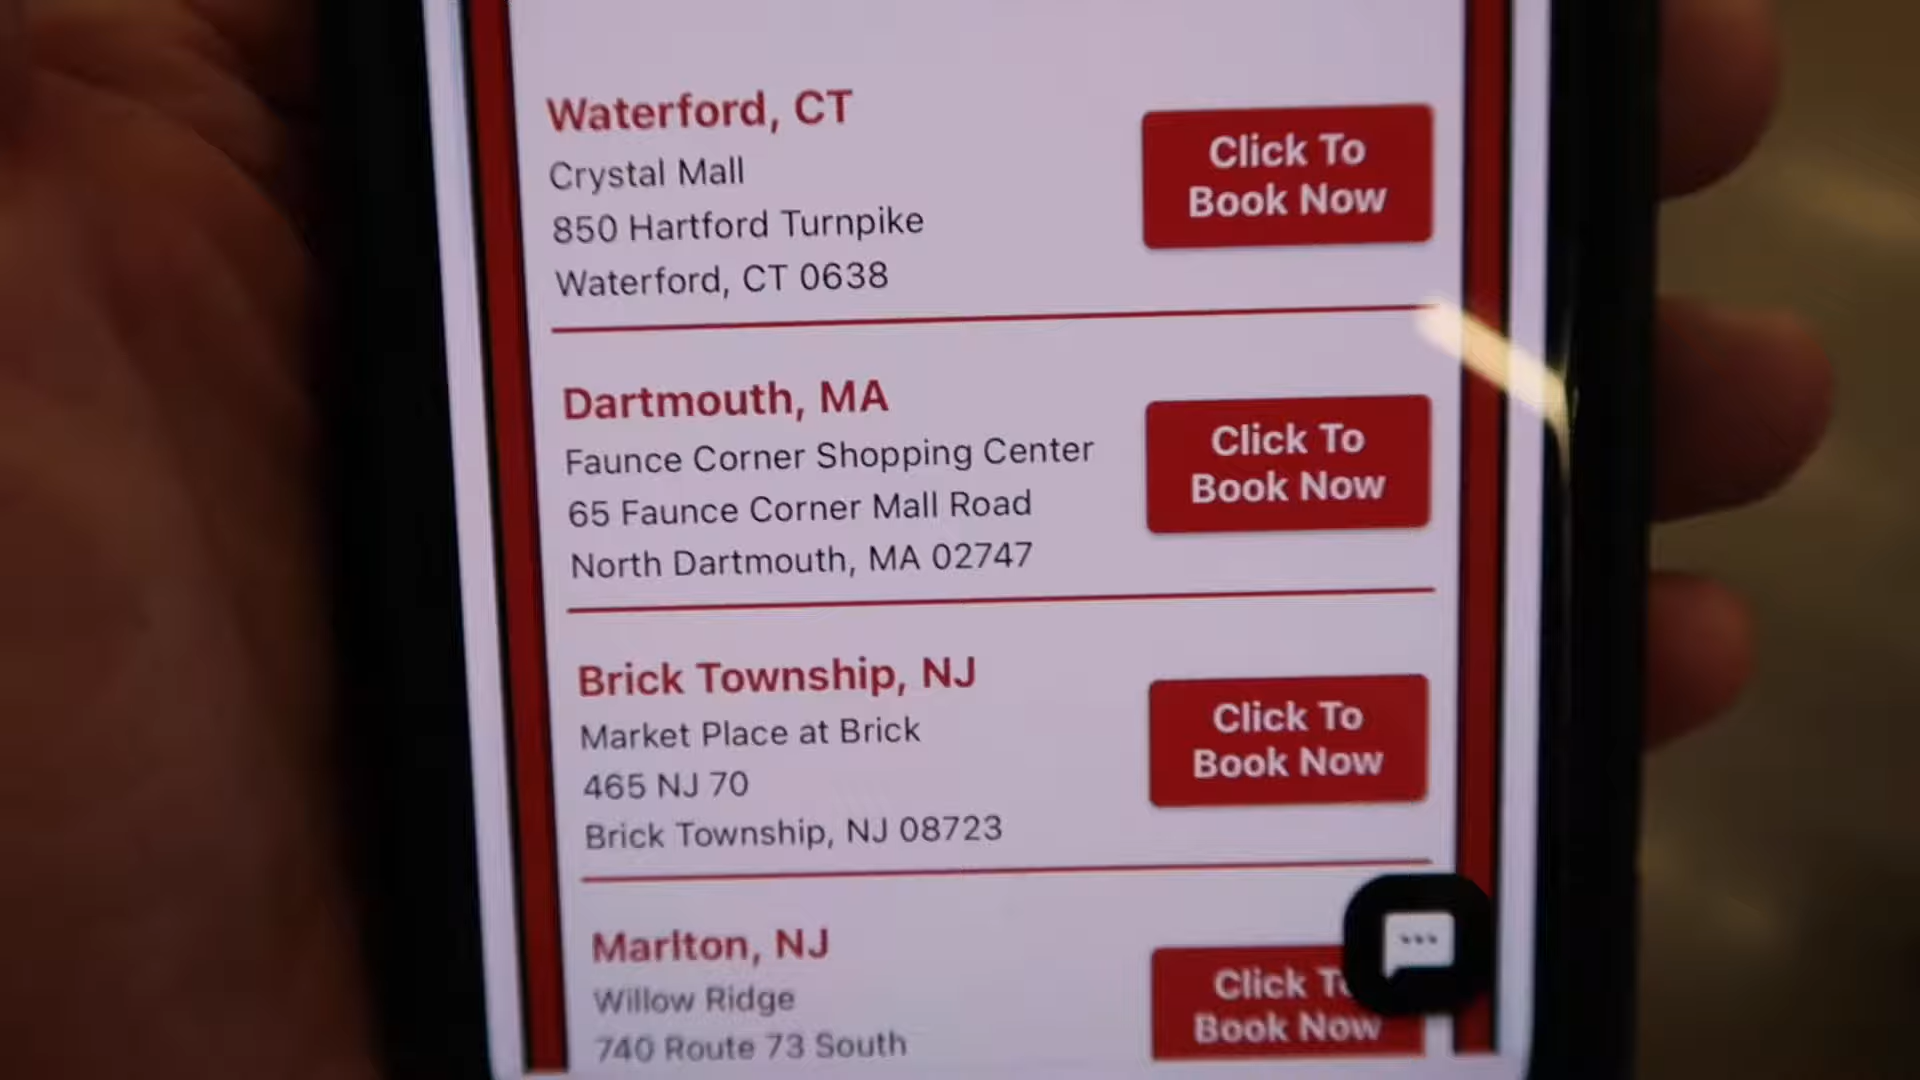 Waterford, CT
Crystal Mall
850 Hartford Turnpike
Waterford, CT 0638
Click To
Book Now
Dartmouth, MA
Faunce Corner Shopping Center
65 Faunce Corner Mall Road
North Dartmouth, MA 02747
Click To
Book Now
Brick Township, NJ
Market Place at Brick
465 NJ 70
Brick Township, NJ 08723
Click To
Book Now
Marlton, NJ
Willow Ridge
740 Route 73 South
Click To
Book Now